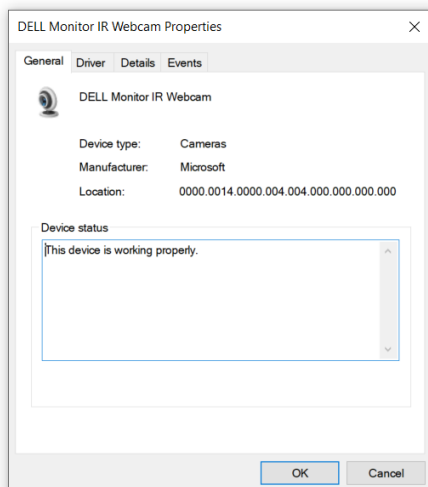 DELL Monitor IR Webcam Properties
General Driver Details Events
DELL Monitor IR Webcam
Device type: Cameras
Manufacturer: Microsoft
Location: 0000.0014.0000.004.004.000.000.000.000
Device status
This device is working properly.
OK Cancel